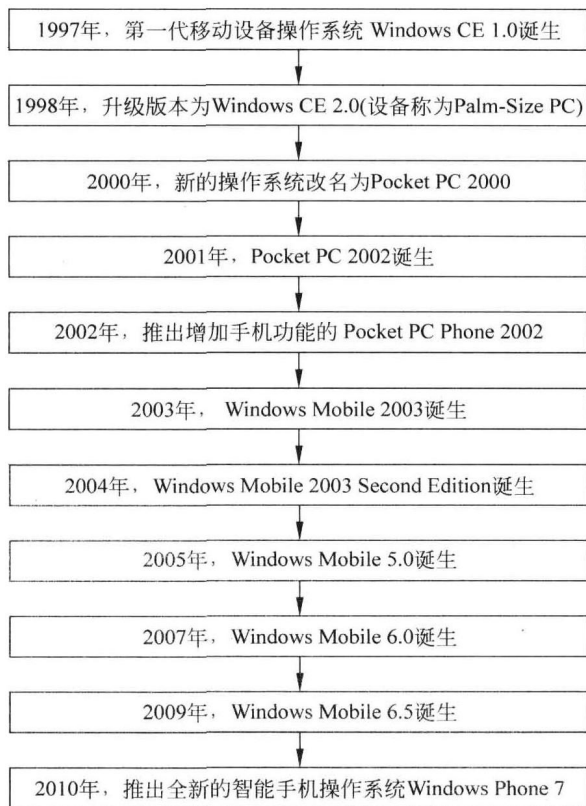 1997年，第一代移动设备操作系统 Windows CE 1.0诞生
1998年，升级版本为Windows CE 2.0(设备称为Palm-Size PC)
2000年，新的操作系统改名为Pocket PC 2000
2001年，Pocket PC 2002诞生
2002年，推出增加手机功能的 Pocket PC Phone 2002
2003年， Windows Mobile 2003诞生
2004年，Windows Mobile 2003 Second Edition诞生
2005年，Windows Mobile 5.0诞生
2007年，Windows Mobile 6.0诞生
2009年，Windows Mobile 6.5诞生
2010年，推出全新的智能手机操作系统Windows Phone 7